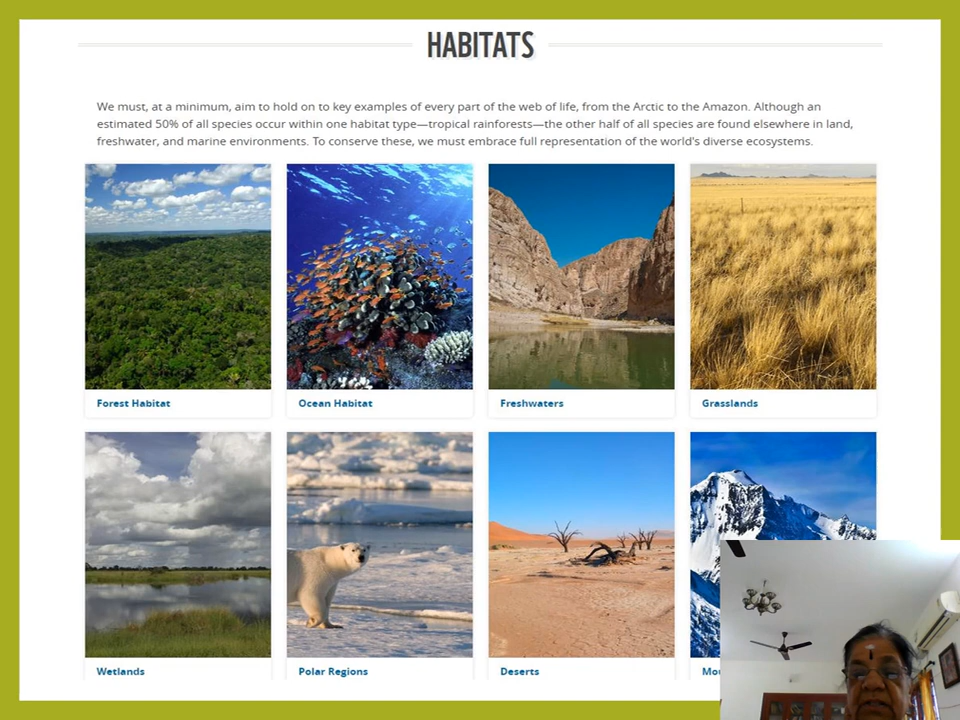 HABITATS
We must, at a minimum, aim to hold on to key examples of every part of the web of life, from the Arctic to the Amazon. Although an
estimated 50% of all species occur within one habitat type—tropical rainforests—the other half of all species are found elsewhere in land,
freshwater, and marine environments. To conserve these, we must embrace full representation of the world's diverse ecosystems.
Forest Habitat
Ocean Habitat
Freshwaters
Grasslands
Wetlands
Polar Regions
Deserts